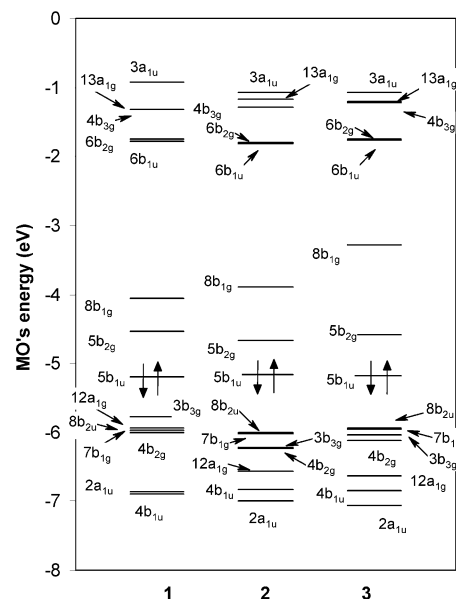 0
-1
-2
-3
-4
-5
-6
-7
-8
MO's energy (eV)
3a1u
13a1g
4b3g
6b2g
6b1u
8b1g
5b2g
5b1u
12a1g
3b3g
8b2u
7b1g
4b2g
2a1u
4b1u
1
3a1u
13a1g
4b3g
6b2g
6b1u
8b1g
5b2g
5b1u
8b2u
7b1g
3b3g
12a1g
4b2g
4b1u
2a1u
2
3a1u
13a1g
4b3g
6b2g
6b1u
8b1g
5b2g
5b1u
8b2u
7b1
3b3g
4b2g
12a1g
4b1u
2a1u
3